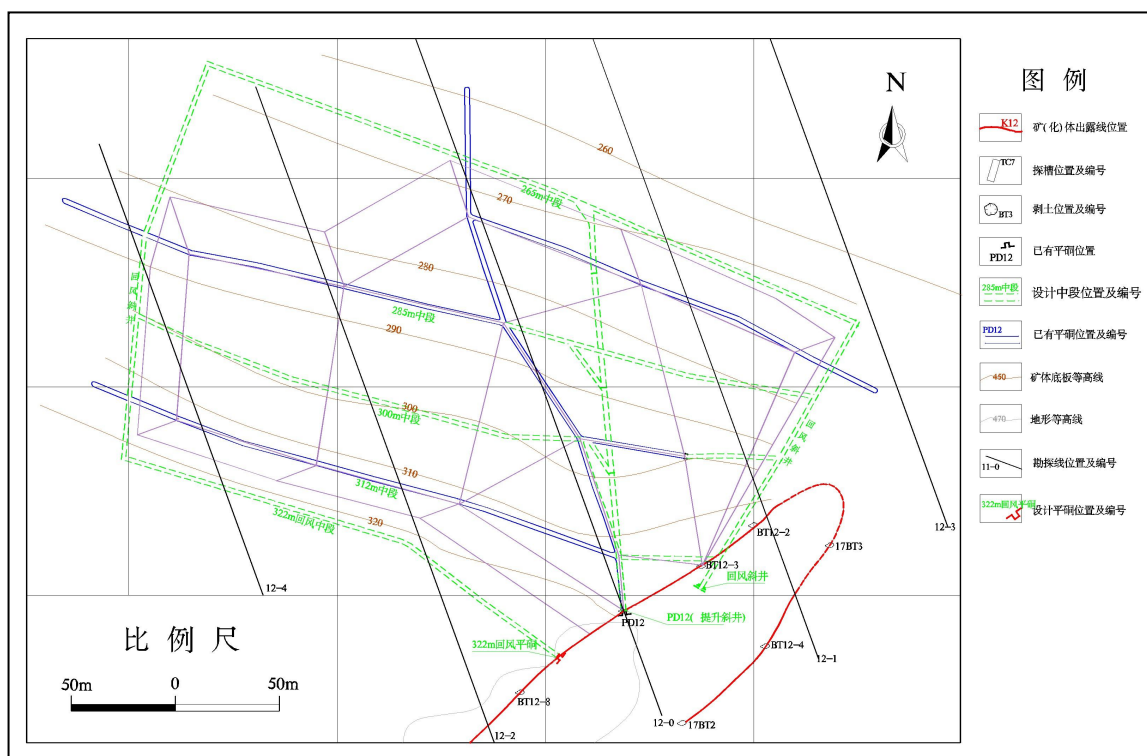 260
N
265m中段
270
280
回风斜井
285m中段
290
300
300m中段
回风斜井
310
312m中段
320
322m回风中段
12-3
BT12-2
17BT3
BT12-3
回风斜井
12-4
PD12
PD12( 提升斜井)
322m回风平硐
BT12-4
12-1
BT12-8
12-0
17BT2
12-2
比例尺
50m
0
50m
图例
K12
矿(化)体出露线位置
TC7
探槽位置及编号
BT3
剥土位置及编号
PD12
已有平硐位置
285m中段
设计中段位置及编号
PD12
已有平硐位置及编号
450
矿体底板等高线
470
地形等高线
11-0
勘探线位置及编号
322m回风平硐
设计平硐位置及编号